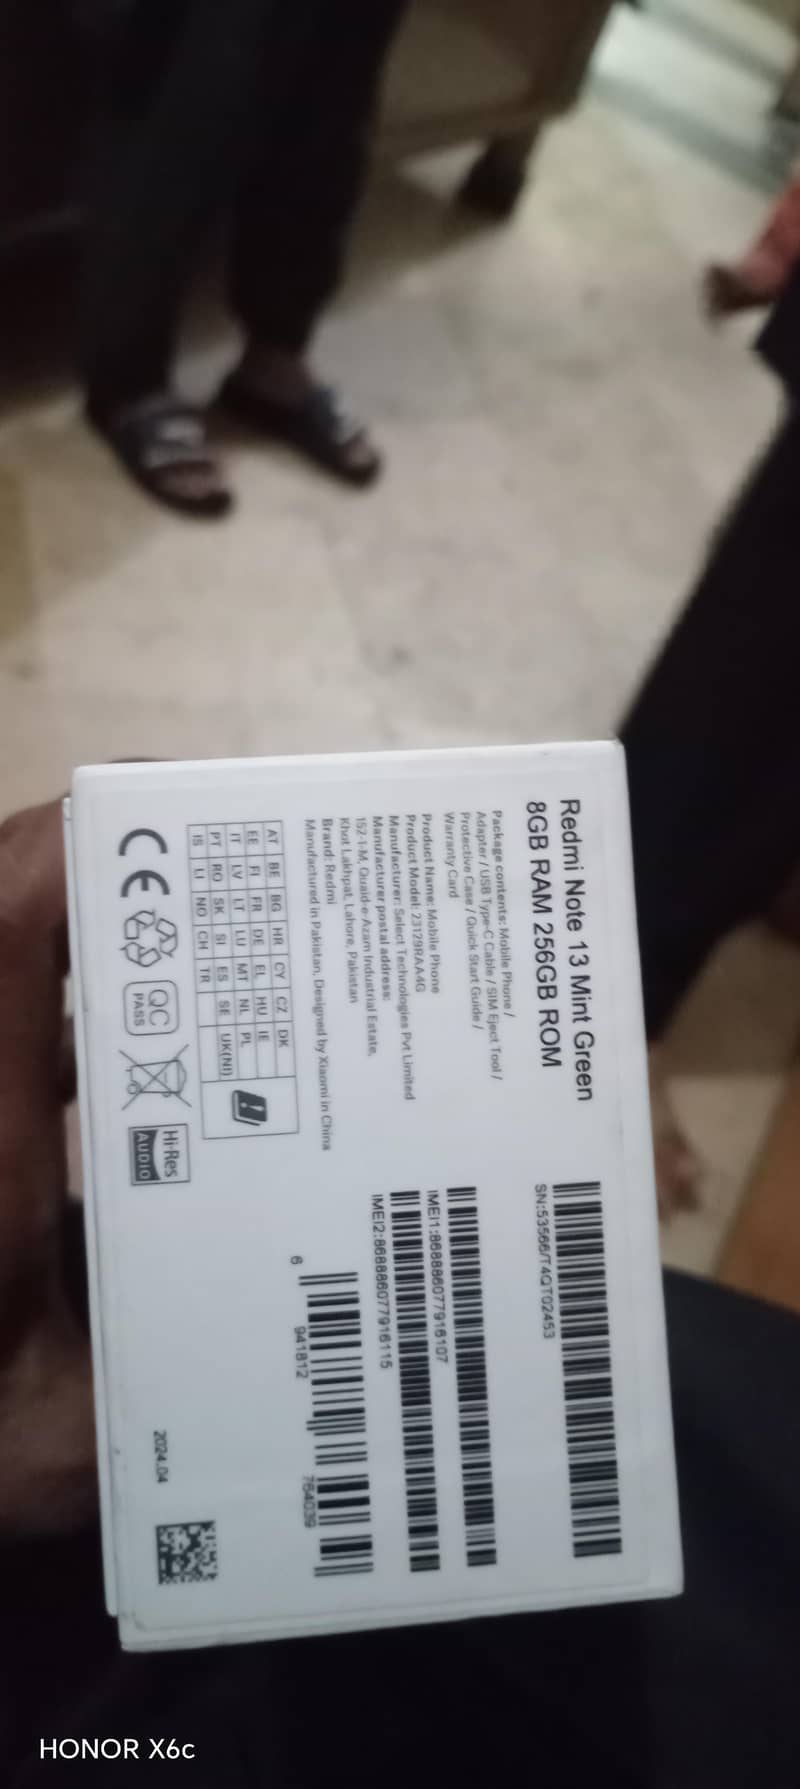 Redmi Note 13 Mint Green
8GB RAM 256GB ROM
Package contents: Mobile Phone /
Adapter / USB Type-C Cable / SIM Eject Tool /
Protective Case / Quick Start Guide /
Warranty Card
Product Name: Mobile Phone
Product Model: 23129RAA4G
Manufacturer: Select Technologies Pvt Limited
Manufacturer postal address:
152-1-M, Quaid-e-Azam Industrial Estate,
Khot Lakhpat, Lahore, Pakistan
Brand: Redmi
Manufactured in Pakistan, Designed by Xiaomi in China
AT BE BG HR CY CZ DK
EE FI FR DE EL HU IE
IT LV LT LU MT NL PL
PT RO SK SI ES SE UK(NI)
IS LI NO CH TR
CE
QC
PASS
Hi-Res
AUDIO
SN:53566/T4QT02453
IMEI1:868886077916107
IMEI2:868886077916115
6 941812 764039
2024.04
HONOR X6c